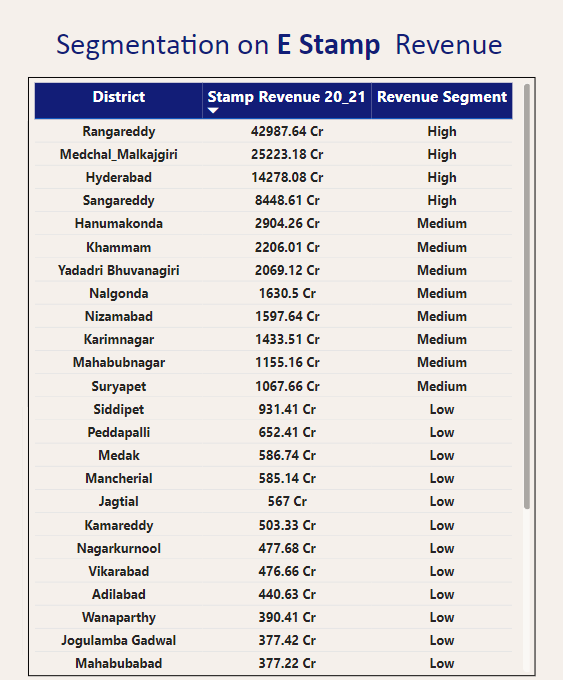 Segmentation on E Stamp Revenue
District Stamp Revenue 20_21 Revenue Segment
Rangareddy 42987.64 Cr High
Medchal_Malkajgiri 25223.18 Cr High
Hyderabad 14278.08 Cr High
Sangareddy 8448.61 Cr High
Hanumakonda 2904.26 Cr Medium
Khammam 2206.01 Cr Medium
Yadadri Bhuvanagiri 2069.12 Cr Medium
Nalgonda 1630.5 Cr Medium
Nizamabad 1597.64 Cr Medium
Karimnagar 1433.51 Cr Medium
Mahabubnagar 1155.16 Cr Medium
Suryapet 1067.66 Cr Medium
Siddipet 931.41 Cr Low
Peddapalli 652.41 Cr Low
Medak 586.74 Cr Low
Mancherial 585.14 Cr Low
Jagtial 567 Cr Low
Kamareddy 503.33 Cr Low
Nagarkurnool 477.68 Cr Low
Vikarabad 476.66 Cr Low
Adilabad 440.63 Cr Low
Wanaparthy 390.41 Cr Low
Jogulamba Gadwal 377.42 Cr Low
Mahabubabad 377.22 Cr Low